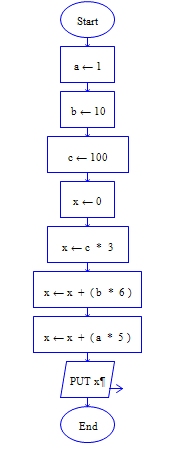 Start
a ← 1
b ← 10
c ← 100
x ← 0
x ← c * 3
x ← x + (b * 6)
x ← x + (a * 5)
PUT x¶
End